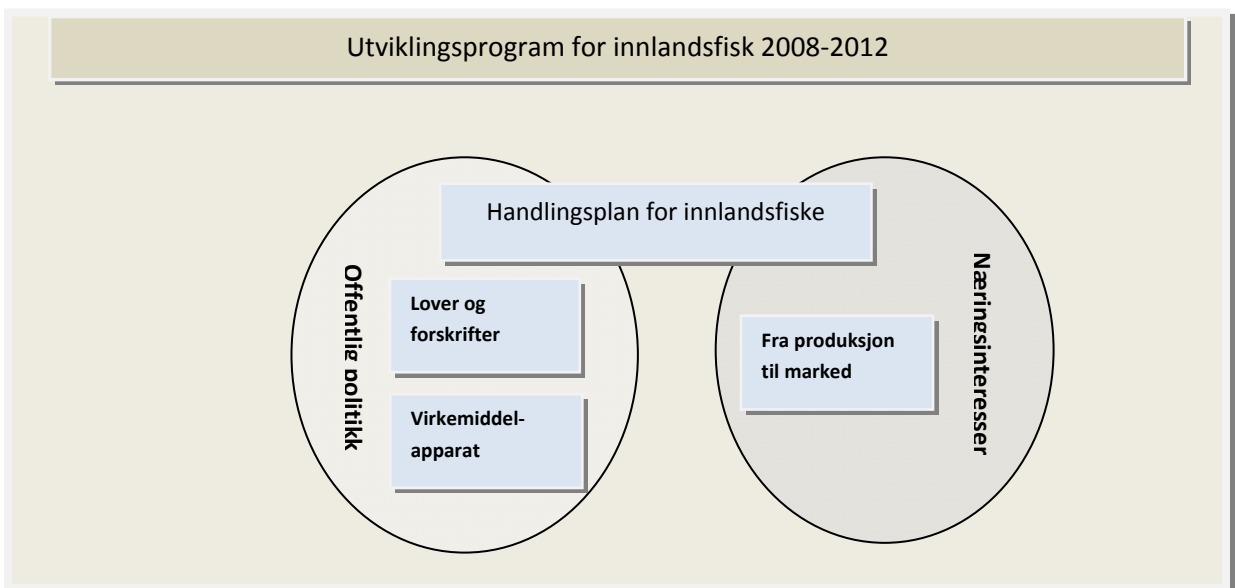 Utviklingsprogram for innlandsfisk 2008-2012
Handlingsplan for innlandsfiske
Offentlig politikk
Lover og
forskrifter
Virkemiddel-
apparat
Fra produksjon
til marked
Næringsinteresser